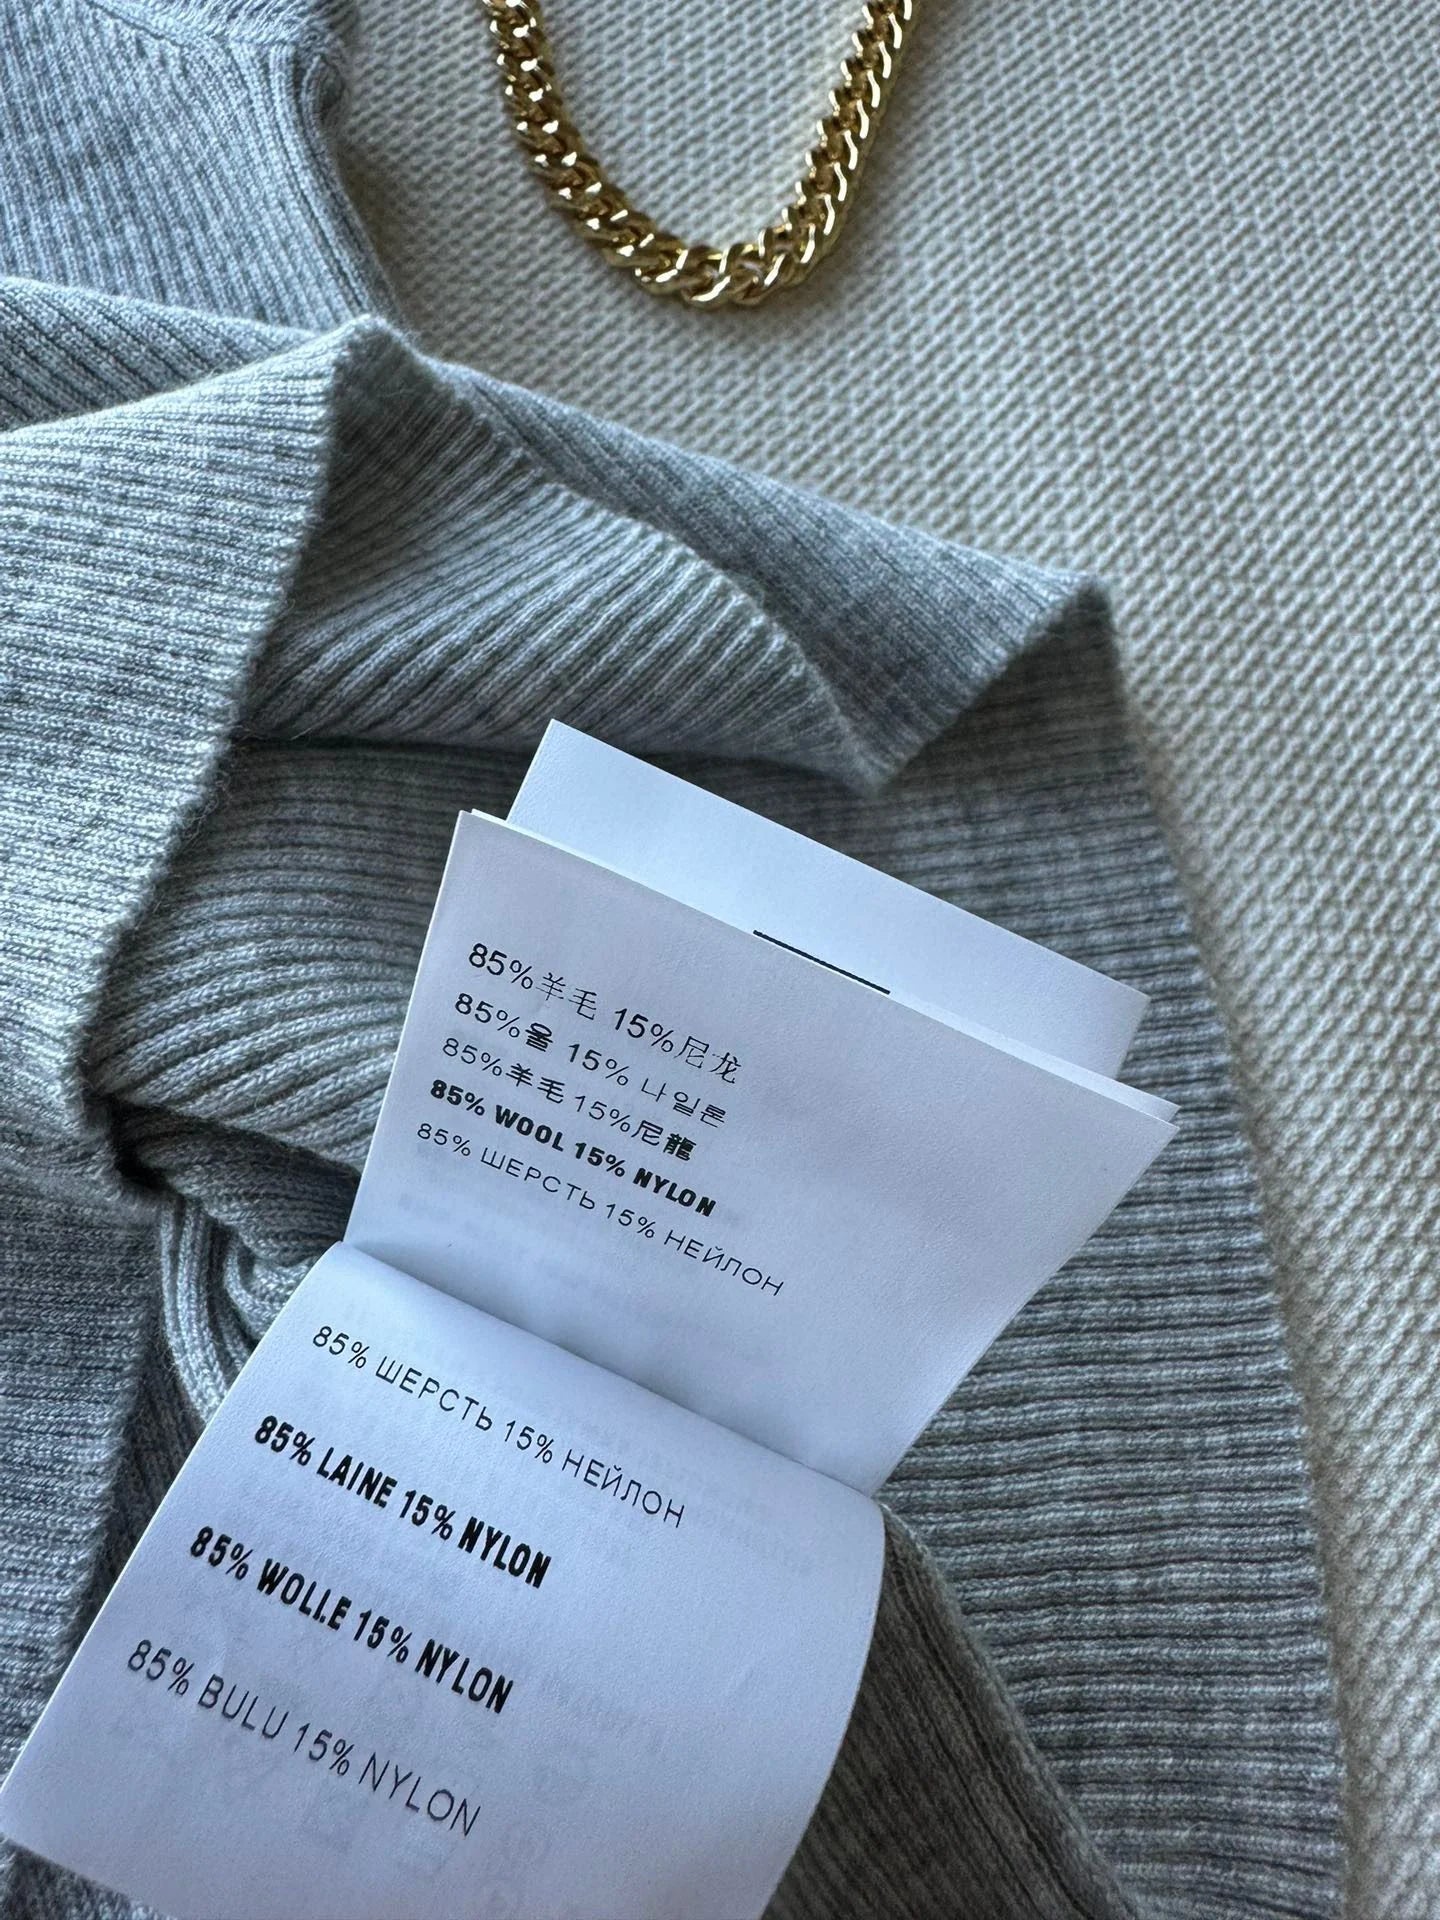 85%羊毛 15%尼龙
85%울 15% 나일론
85%羊毛 15%尼龍
85% WOOL 15% NYLON
85% ШЕРСТЬ 15% НЕЙЛОН
85% ШЕРСТЬ 15% НЕЙЛОН
85% LAINE 15% NYLON
85% WOLLE 15% NYLON
85% BULU 15% NYLON